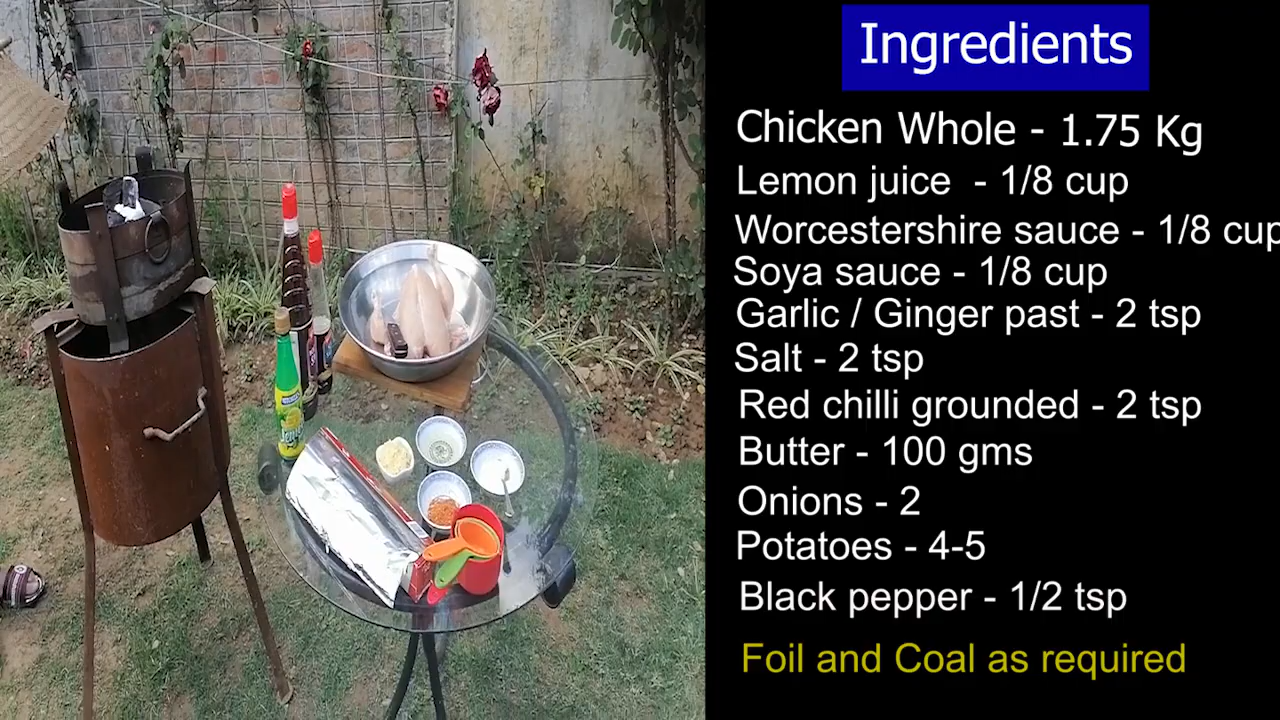 Ingredients
Chicken Whole - 1.75 Kg
Lemon juice - 1/8 cup
Worcestershire sauce - 1/8 cup
Soya sauce - 1/8 cup
Garlic / Ginger past - 2 tsp
Salt - 2 tsp
Red chilli grounded - 2 tsp
Butter - 100 gms
Onions - 2
Potatoes - 4-5
Black pepper - 1/2 tsp
Foil and Coal as required